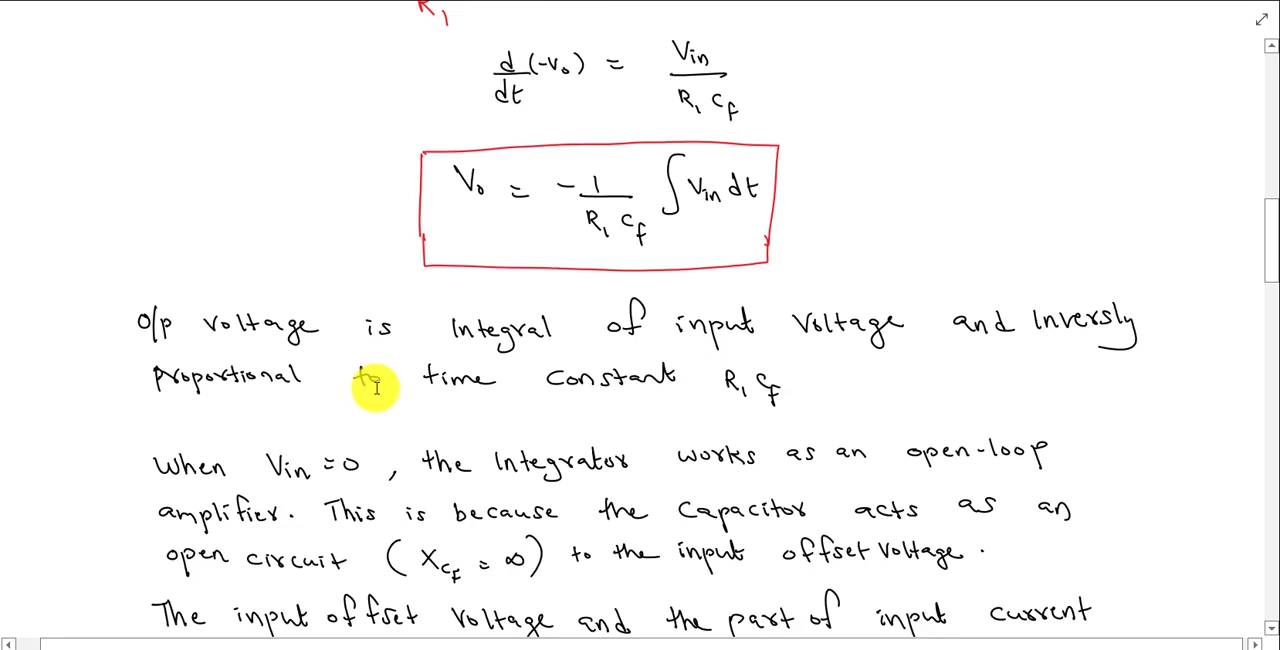 R1
d/dt (-Vo) = Vin / R1 Cf
Vo = -1 / R1 Cf ∫ Vin dt
O/p voltage is integral of input voltage and Inversly
proportional to time constant R1 Cf
When Vin = 0 , the Integrator works as an open-loop
amplifier. This is because the capacitor acts as an
open circuit ( XCf = ∞ ) to the input offset voltage .
The input offset voltage and the part of input current